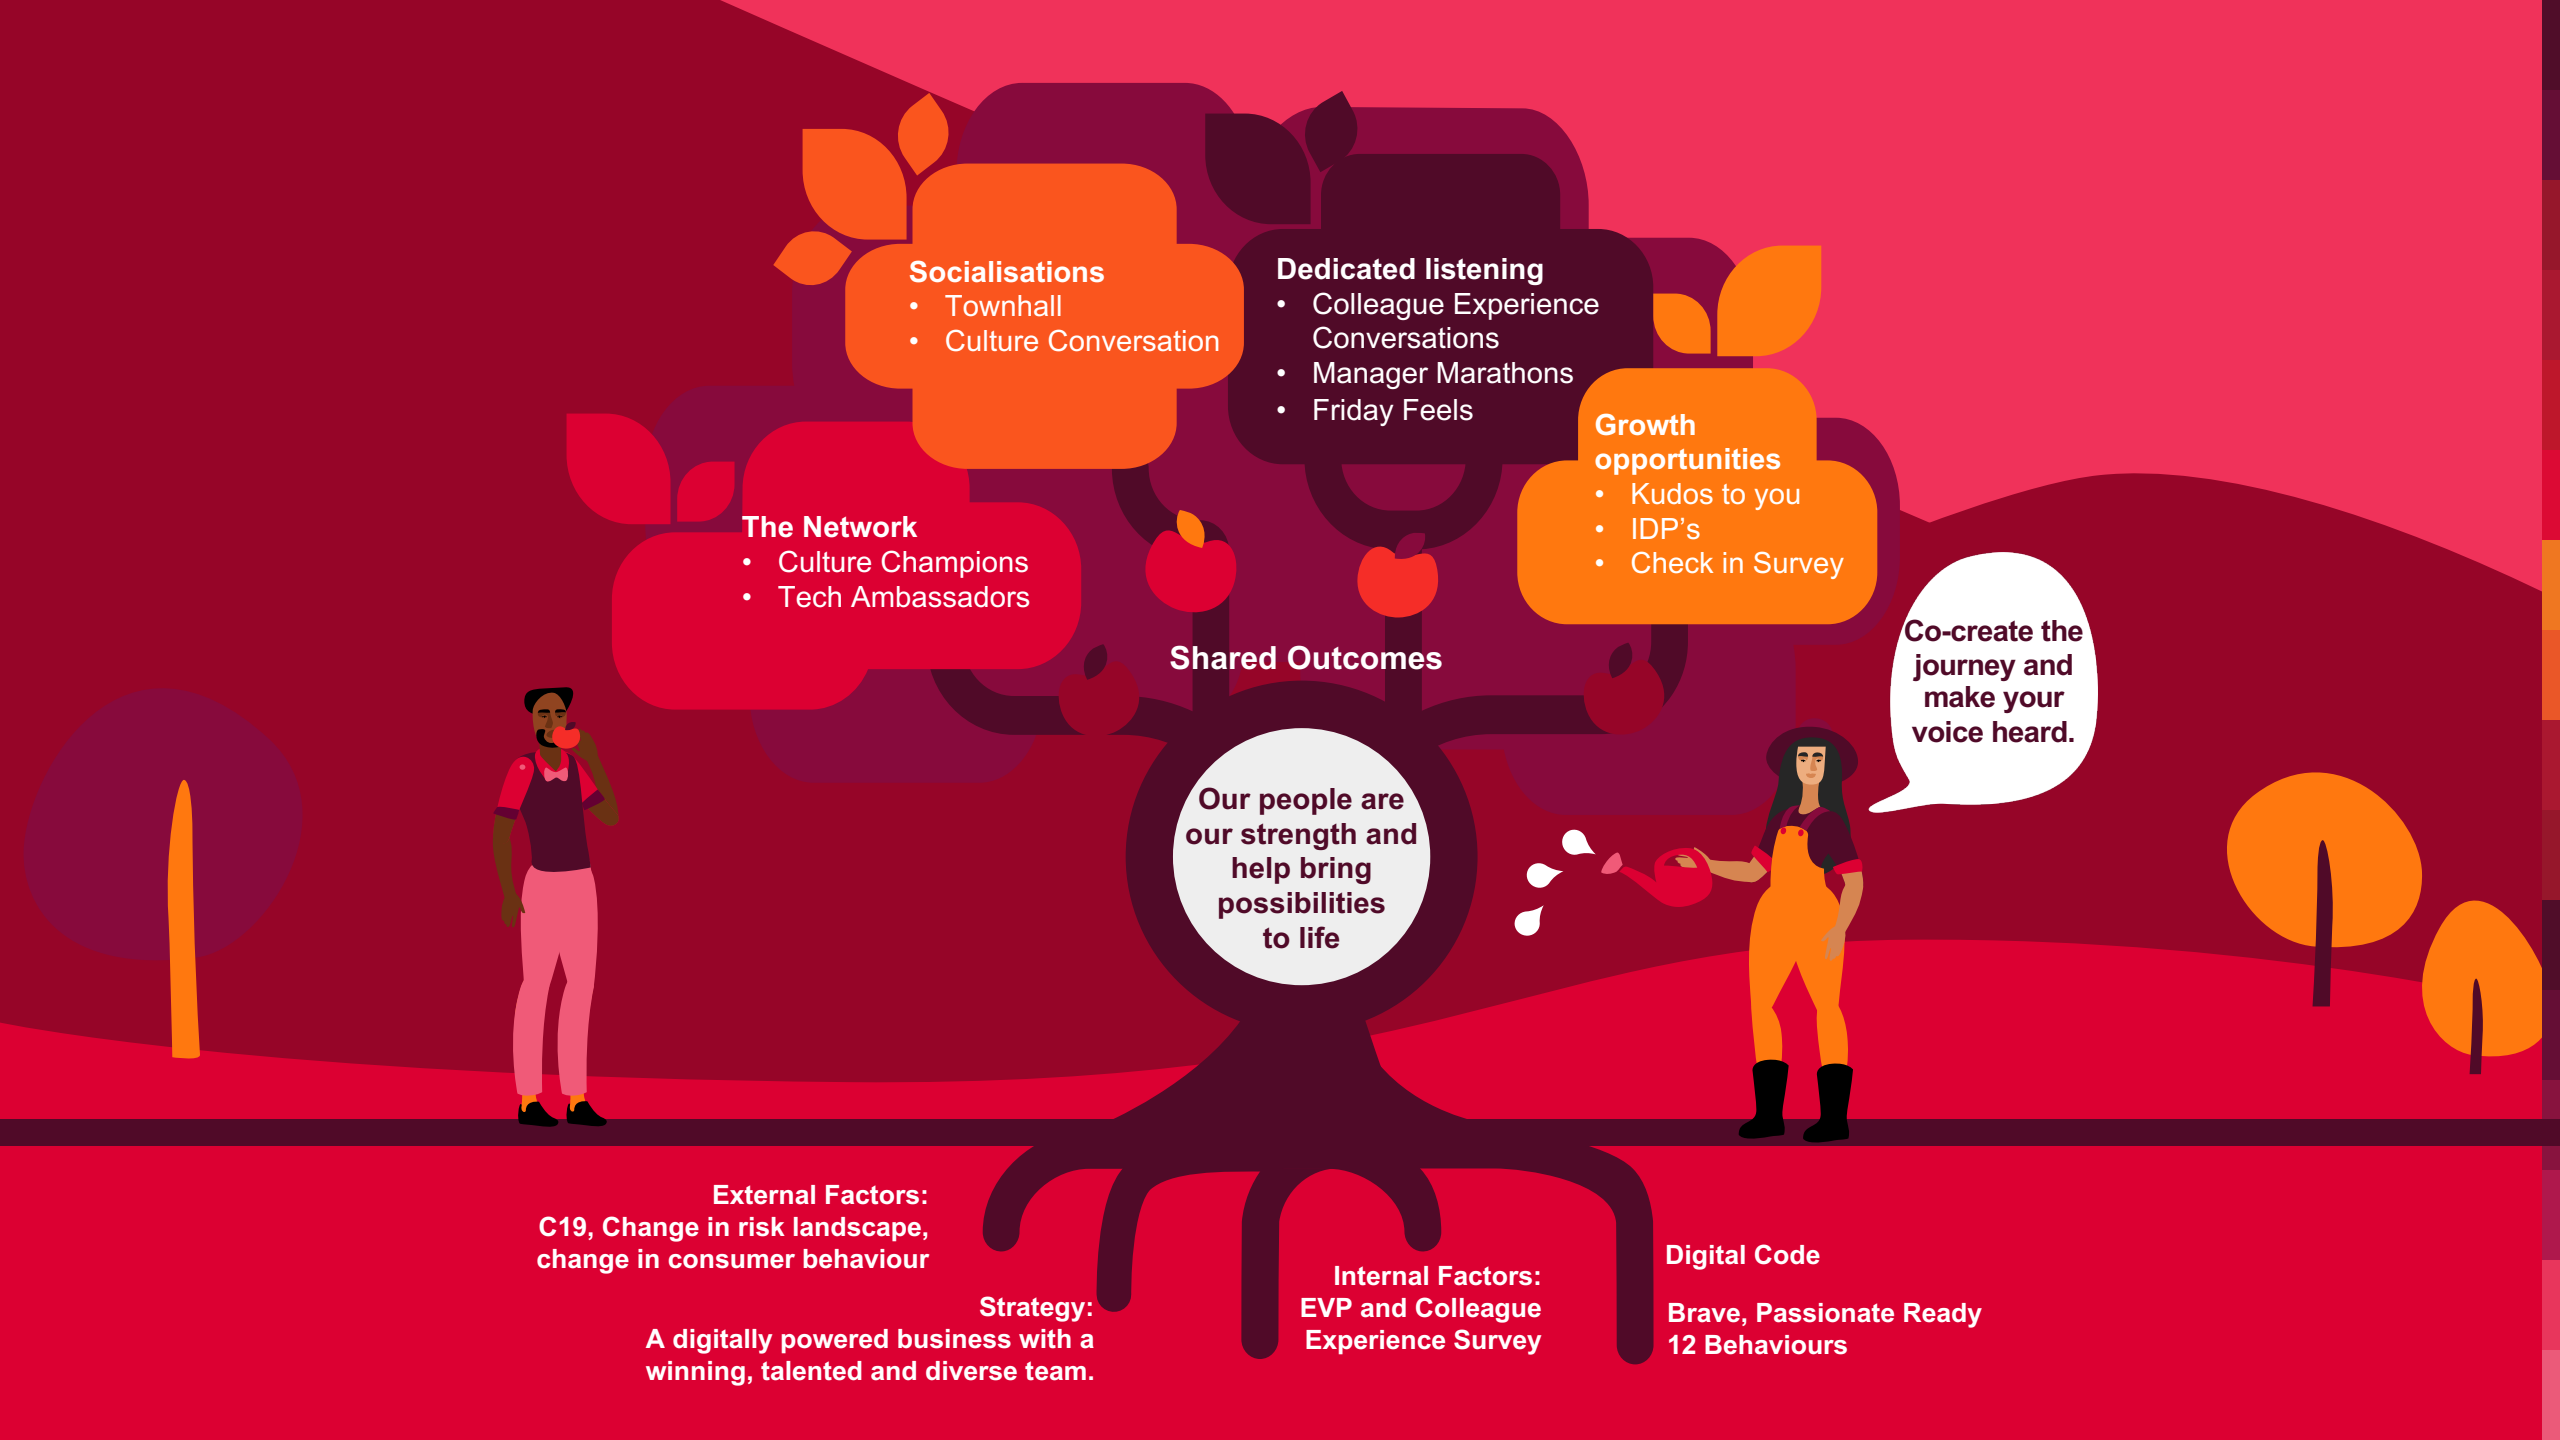 Socialisations
• Townhall
• Culture Conversation
Dedicated listening
• Colleague Experience
Conversations
• Manager Marathons
• Friday Feels
Growth
opportunities
• Kudos to you
• IDP’s
• Check in Survey
The Network
• Culture Champions
• Tech Ambassadors
Shared Outcomes
Co-create the
journey and
make your
voice heard.
Our people are
our strength and
help bring
possibilities
to life
External Factors:
C19, Change in risk landscape,
change in consumer behaviour
Strategy:
A digitally powered business with a
winning, talented and diverse team.
Internal Factors:
EVP and Colleague
Experience Survey
Digital Code
Brave, Passionate Ready
12 Behaviours